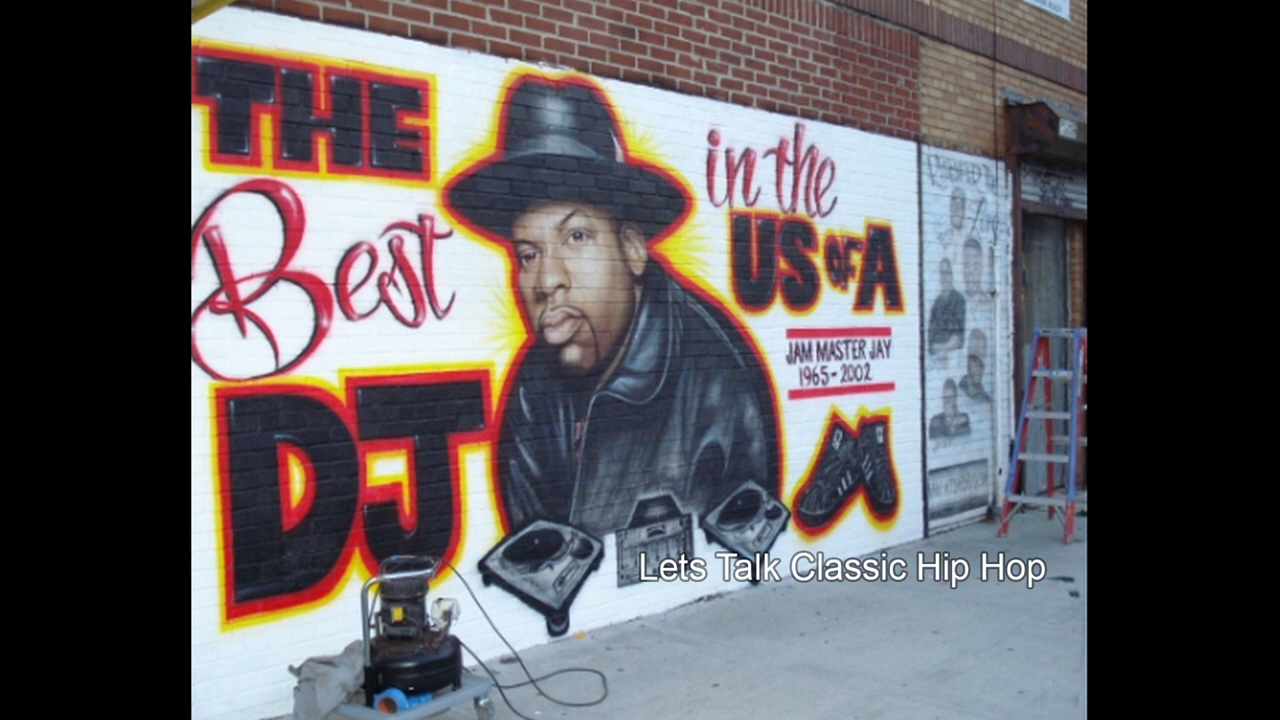 THE
Best
DJ
in the
US OF A
JAM MASTER JAY
1965-2002
Lets Talk Classic Hip Hop